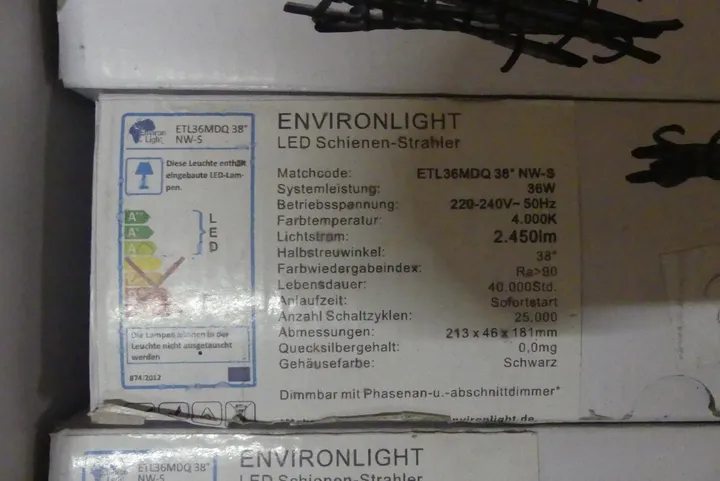 ETL36MDQ 38°
NW-S
Diese Leuchte enthält
eingebaute LED-Lam-
pen.
A++
A+
A
L
E
D
Die Lampen können in der
Leuchte nicht ausgetauscht
werden
874/2012
ENVIRONLIGHT
LED Schienen-Strahler
Matchcode: ETL36MDQ 38° NW-S
Systemleistung: 36W
Betriebsspannung: 220-240V~ 50Hz
Farbtemperatur: 4.000K
Lichtstrom: 2.450lm
Halbstreuwinkel: 38°
Farbwiedergabeindex: Ra>90
Lebensdauer: 40.000Std.
Anlaufzeit: Sofortstart
Anzahl Schaltzyklen: 25.000
Abmessungen: 213 x 46 x 181mm
Quecksilbergehalt: 0,0mg
Gehäusefarbe: Schwarz
Dimmbar mit Phasenan-u.-abschnittdimmer*
environlight.de
ETL36MDQ 38°
NW-S
ENVIRONLIGHT
LED Schienen-Strahler